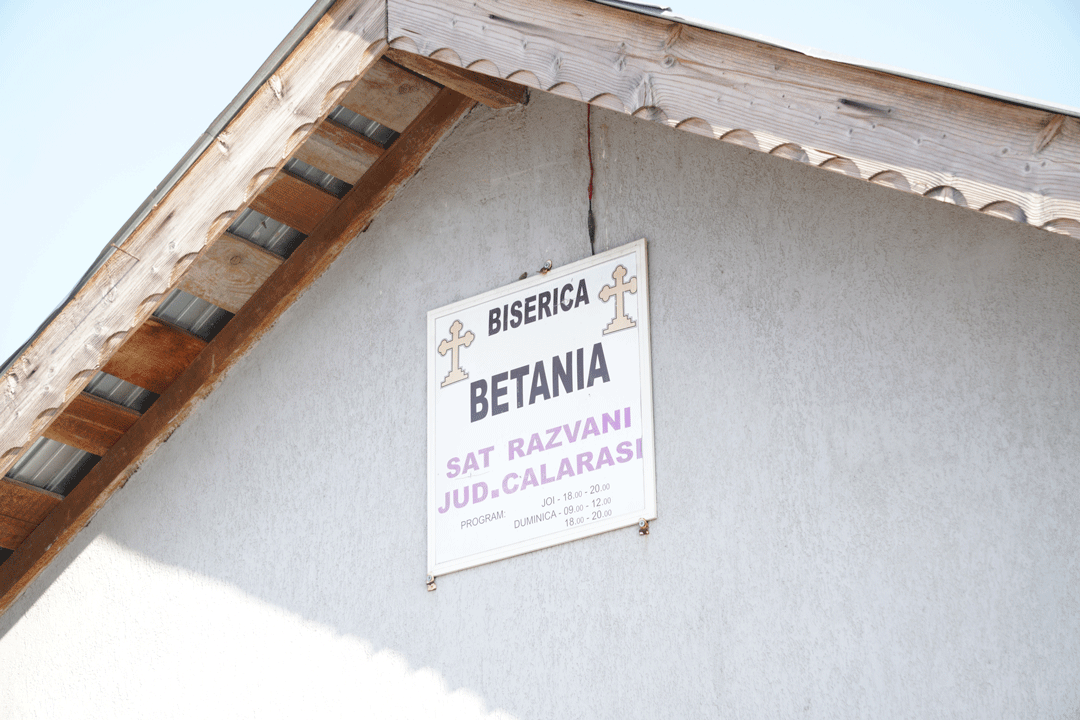 BISERICA
BETANIA
SAT RAZVANI
JUD.CALARASI
PROGRAM: JOI - 18.00 - 20.00
DUMINICA - 09.00 - 12.00
18.00 - 20.00